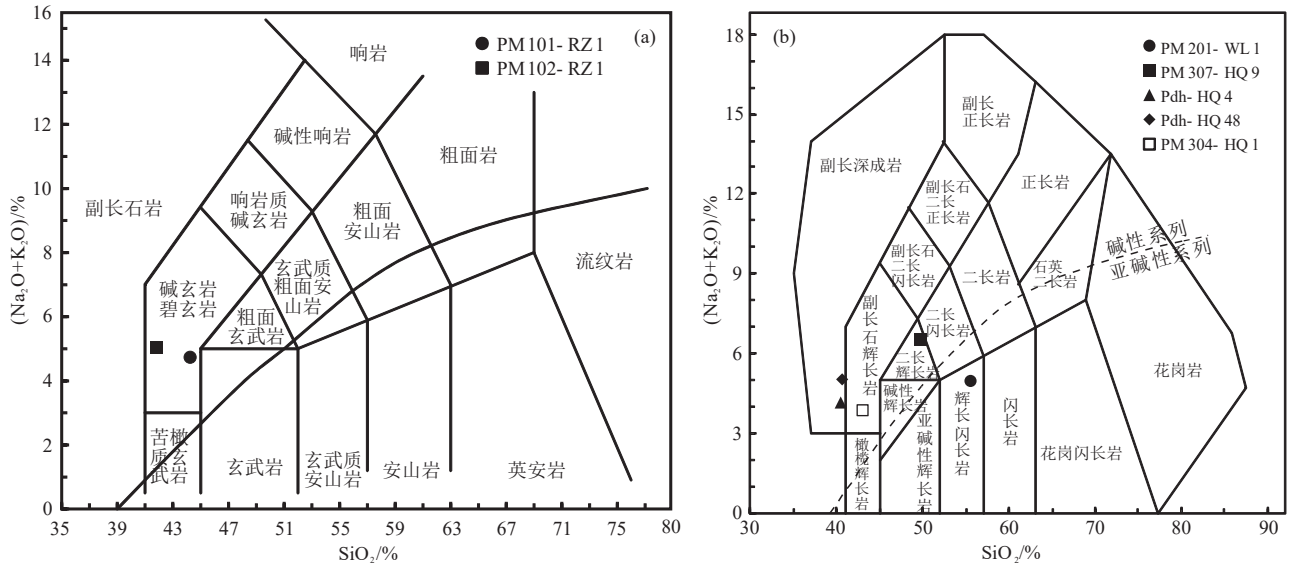 (a)
PM101-RZ1
PM102-RZ1
响岩
碱性响岩
粗面岩
副长石岩
响岩质
碱玄岩
粗面
安山岩
碱玄岩
碧玄岩
玄武质
粗面安
山岩
粗面
玄武岩
流纹岩
苦橄
质玄
武岩
玄武岩
玄武质
安山岩
安山岩
英安岩
16
14
12
10
8
6
4
2
0
35
39
43
47
52
55
59
63
67
76
80
(Na2O+K2O)/%
SiO2/%
(b)
PM201-WL1
PM307-HQ9
Pdh-HQ4
Pdh-HQ48
PM304-HQ1
副长
正长岩
副长深成岩
正长岩
副长石
二长
正长岩
副长石
二长
闪长岩
二长岩
石英
二长岩
碱性系列
亚碱性系列
副长石辉长岩
二长
闪长岩
二长
辉长岩
碱性
辉长岩
橄榄辉长岩
亚碱性辉长岩
辉长闪长岩
闪长岩
花岗闪长岩
花岗岩
18
15
12
9
6
3
0
30
40
50
60
70
80
90
(Na2O+K2O)/%
SiO2/%